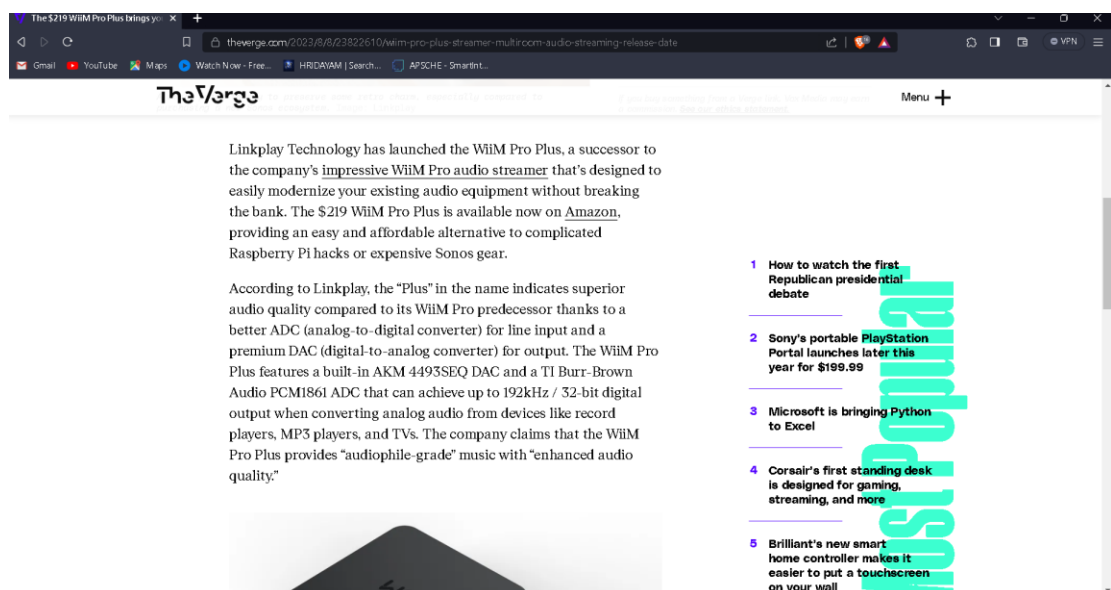 The $219 WiiM Pro Plus brings yo
theverge.com/2023/8/8/23822610/wiim-pro-plus-streamer-multiroom-audio-streaming-release-date
VPN
Gmail YouTube Maps Watch Now - Free... HRIDAYAM | Search... APSCHE - SmartInt...
TheVerge
Menu
Linkplay Technology has launched the WiiM Pro Plus, a successor to
the company's impressive WiiM Pro audio streamer that's designed to
easily modernize your existing audio equipment without breaking
the bank. The $219 WiiM Pro Plus is available now on Amazon,
providing an easy and affordable alternative to complicated
Raspberry Pi hacks or expensive Sonos gear.
According to Linkplay, the “Plus” in the name indicates superior
audio quality compared to its WiiM Pro predecessor thanks to a
better ADC (analog-to-digital converter) for line input and a
premium DAC (digital-to-analog converter) for output. The WiiM Pro
Plus features a built-in AKM 4493SEQ DAC and a TI Burr-Brown
Audio PCM1861 ADC that can achieve up to 192kHz / 32-bit digital
output when converting analog audio from devices like record
players, MP3 players, and TVs. The company claims that the WiiM
Pro Plus provides “audiophile-grade” music with “enhanced audio
quality.”
Most Popular
1 How to watch the first
Republican presidential
debate
2 Sony's portable PlayStation
Portal launches later this
year for $199.99
3 Microsoft is bringing Python
to Excel
4 Corsair's first standing desk
is designed for gaming,
streaming, and more
5 Brilliant's new smart
home controller makes it
easier to put a touchscreen
on your wall